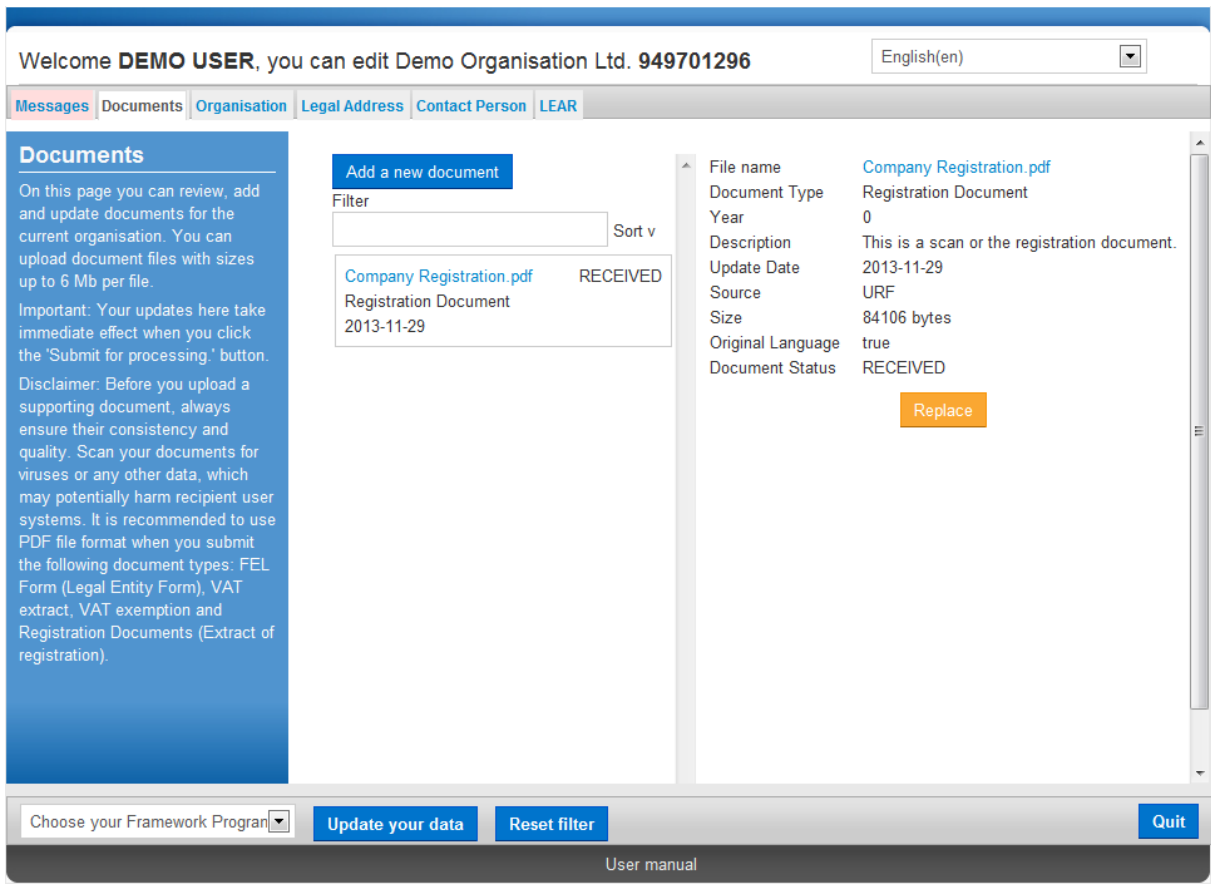 Welcome DEMO USER, you can edit Demo Organisation Ltd. 949701296
English(en)
Messages Documents Organisation Legal Address Contact Person LEAR
Documents
On this page you can review, add
and update documents for the
current organisation. You can
upload document files with sizes
up to 6 Mb per file.
Important: Your updates here take
immediate effect when you click
the 'Submit for processing.' button.
Disclaimer: Before you upload a
supporting document, always
ensure their consistency and
quality. Scan your documents for
viruses or any other data, which
may potentially harm recipient user
systems. It is recommended to use
PDF file format when you submit
the following document types: FEL
Form (Legal Entity Form), VAT
extract, VAT exemption and
Registration Documents (Extract of
registration).
Add a new document
Filter
Sort v
Company Registration.pdf RECEIVED
Registration Document
2013-11-29
File name Company Registration.pdf
Document Type Registration Document
Year 0
Description This is a scan or the registration document.
Update Date 2013-11-29
Source URF
Size 84106 bytes
Original Language true
Document Status RECEIVED
Replace
Choose your Framework Program
Update your data
Reset filter
Quit
User manual